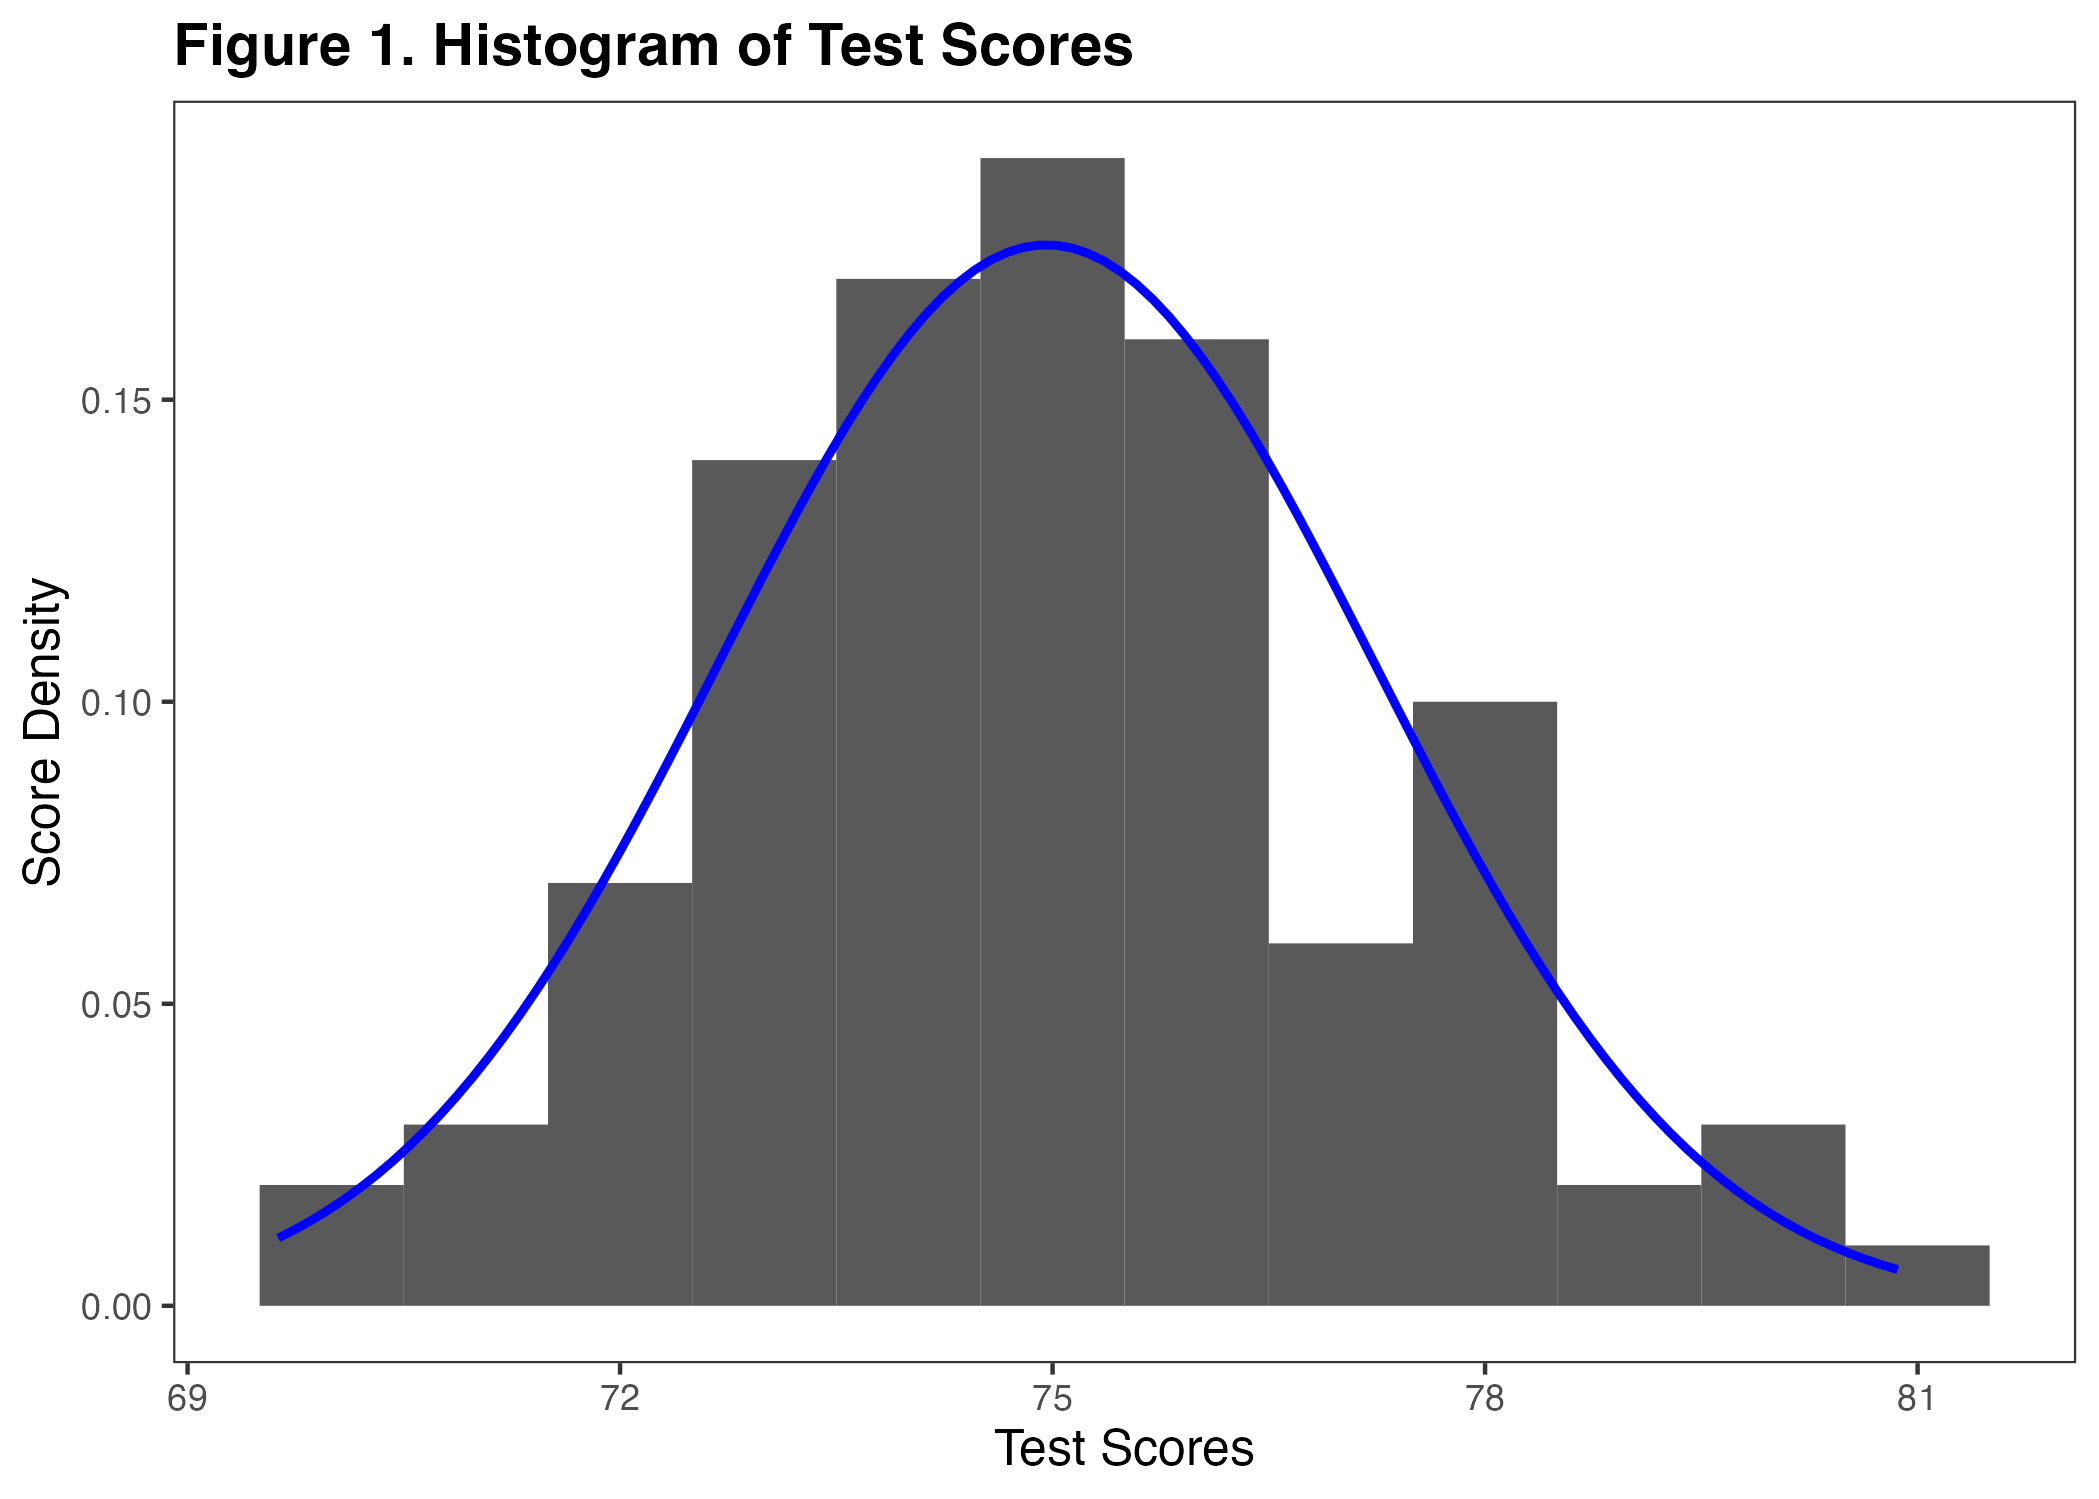 Figure 1. Histogram of Test Scores
Score Density
0.15
0.10
0.05
0.00
69 72 75 78 81
Test Scores